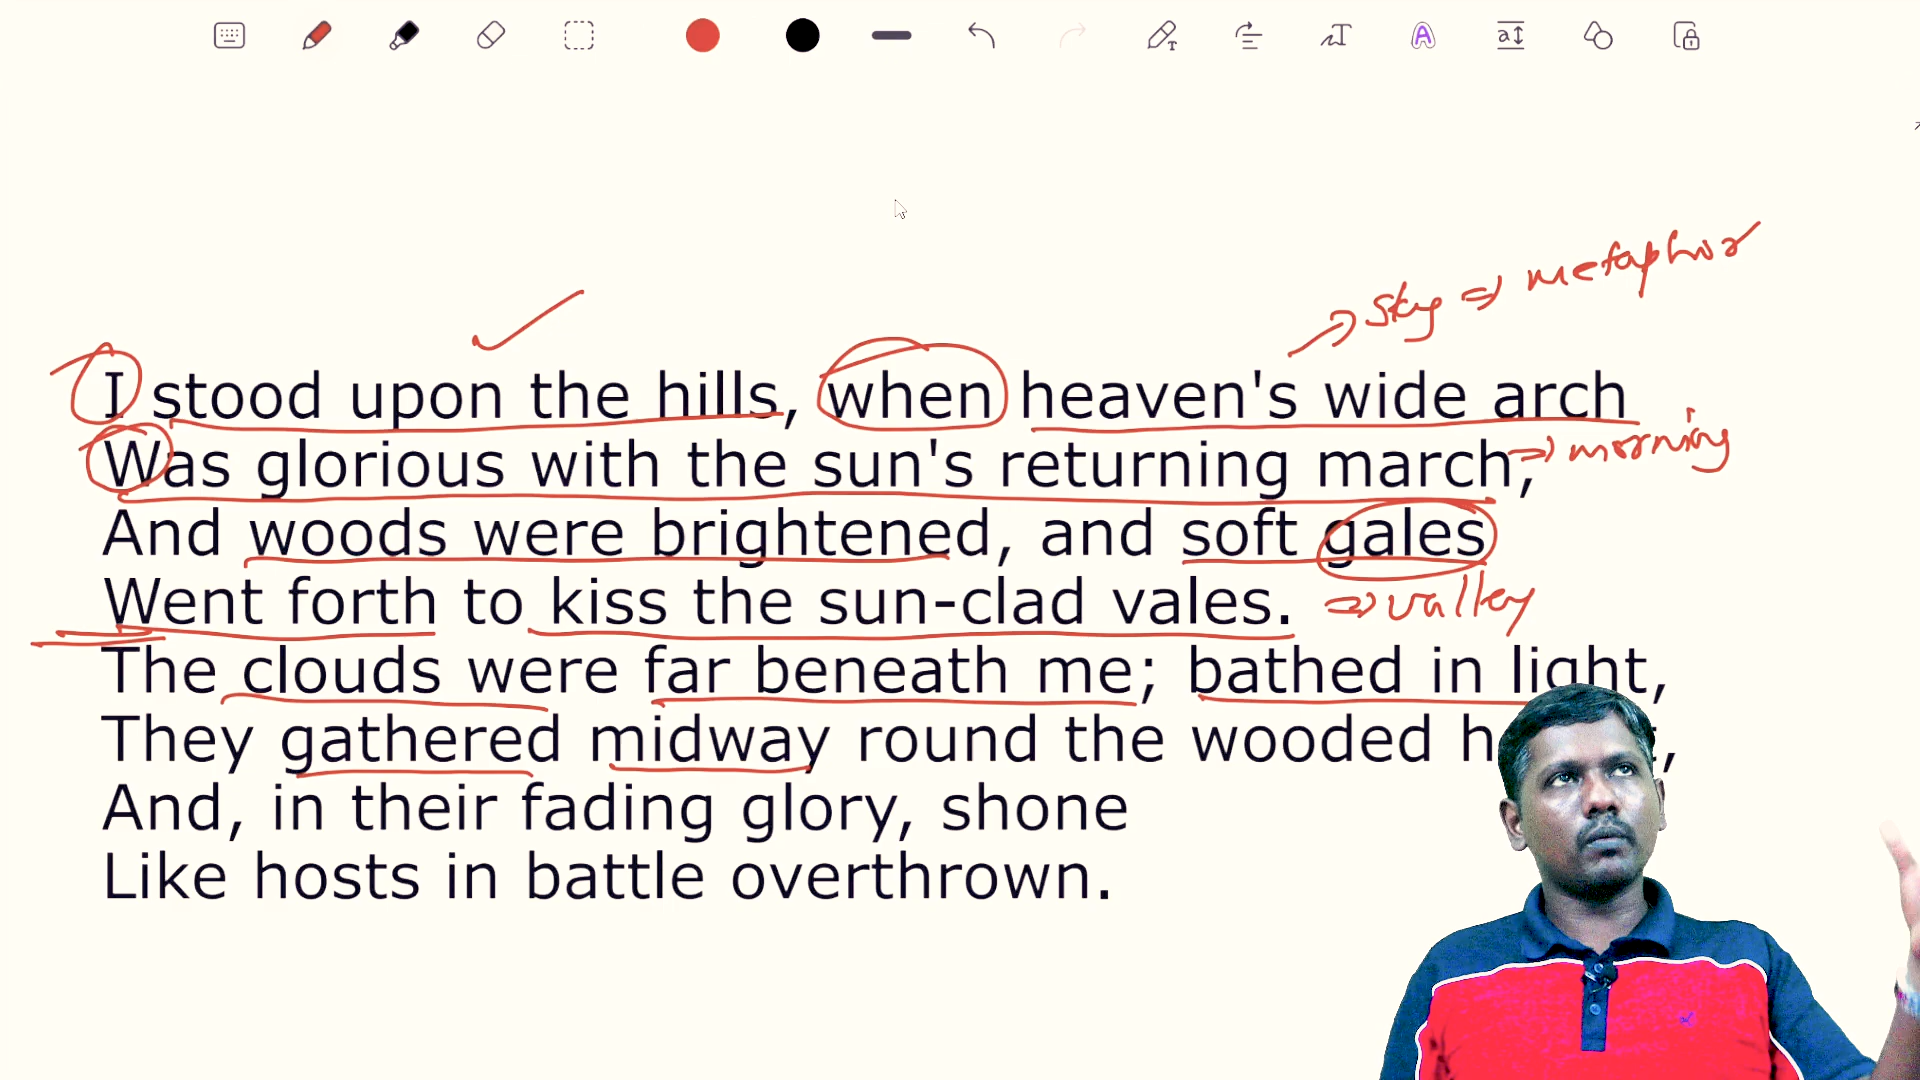 sky ⇒ metaphor
I stood upon the hills, when heaven's wide arch
Was glorious with the sun's returning march,
⇒ morning
And woods were brightened, and soft gales
Went forth to kiss the sun-clad vales.
⇒ valley
The clouds were far beneath me; bathed in light,
They gathered midway round the wooded
And, in their fading glory, shone
Like hosts in battle overthrown.